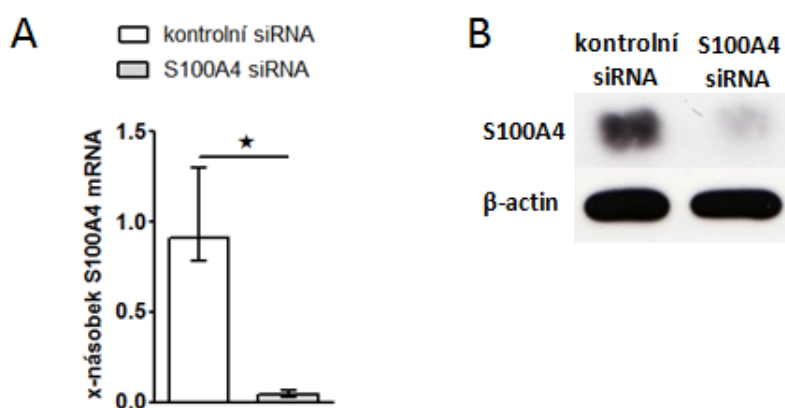 A
kontrolní siRNA
S100A4 siRNA
x-násobek S100A4 mRNA
1.5
1.0
0.5
0.0
★
B
kontrolní siRNA
S100A4 siRNA
S100A4
β-actin